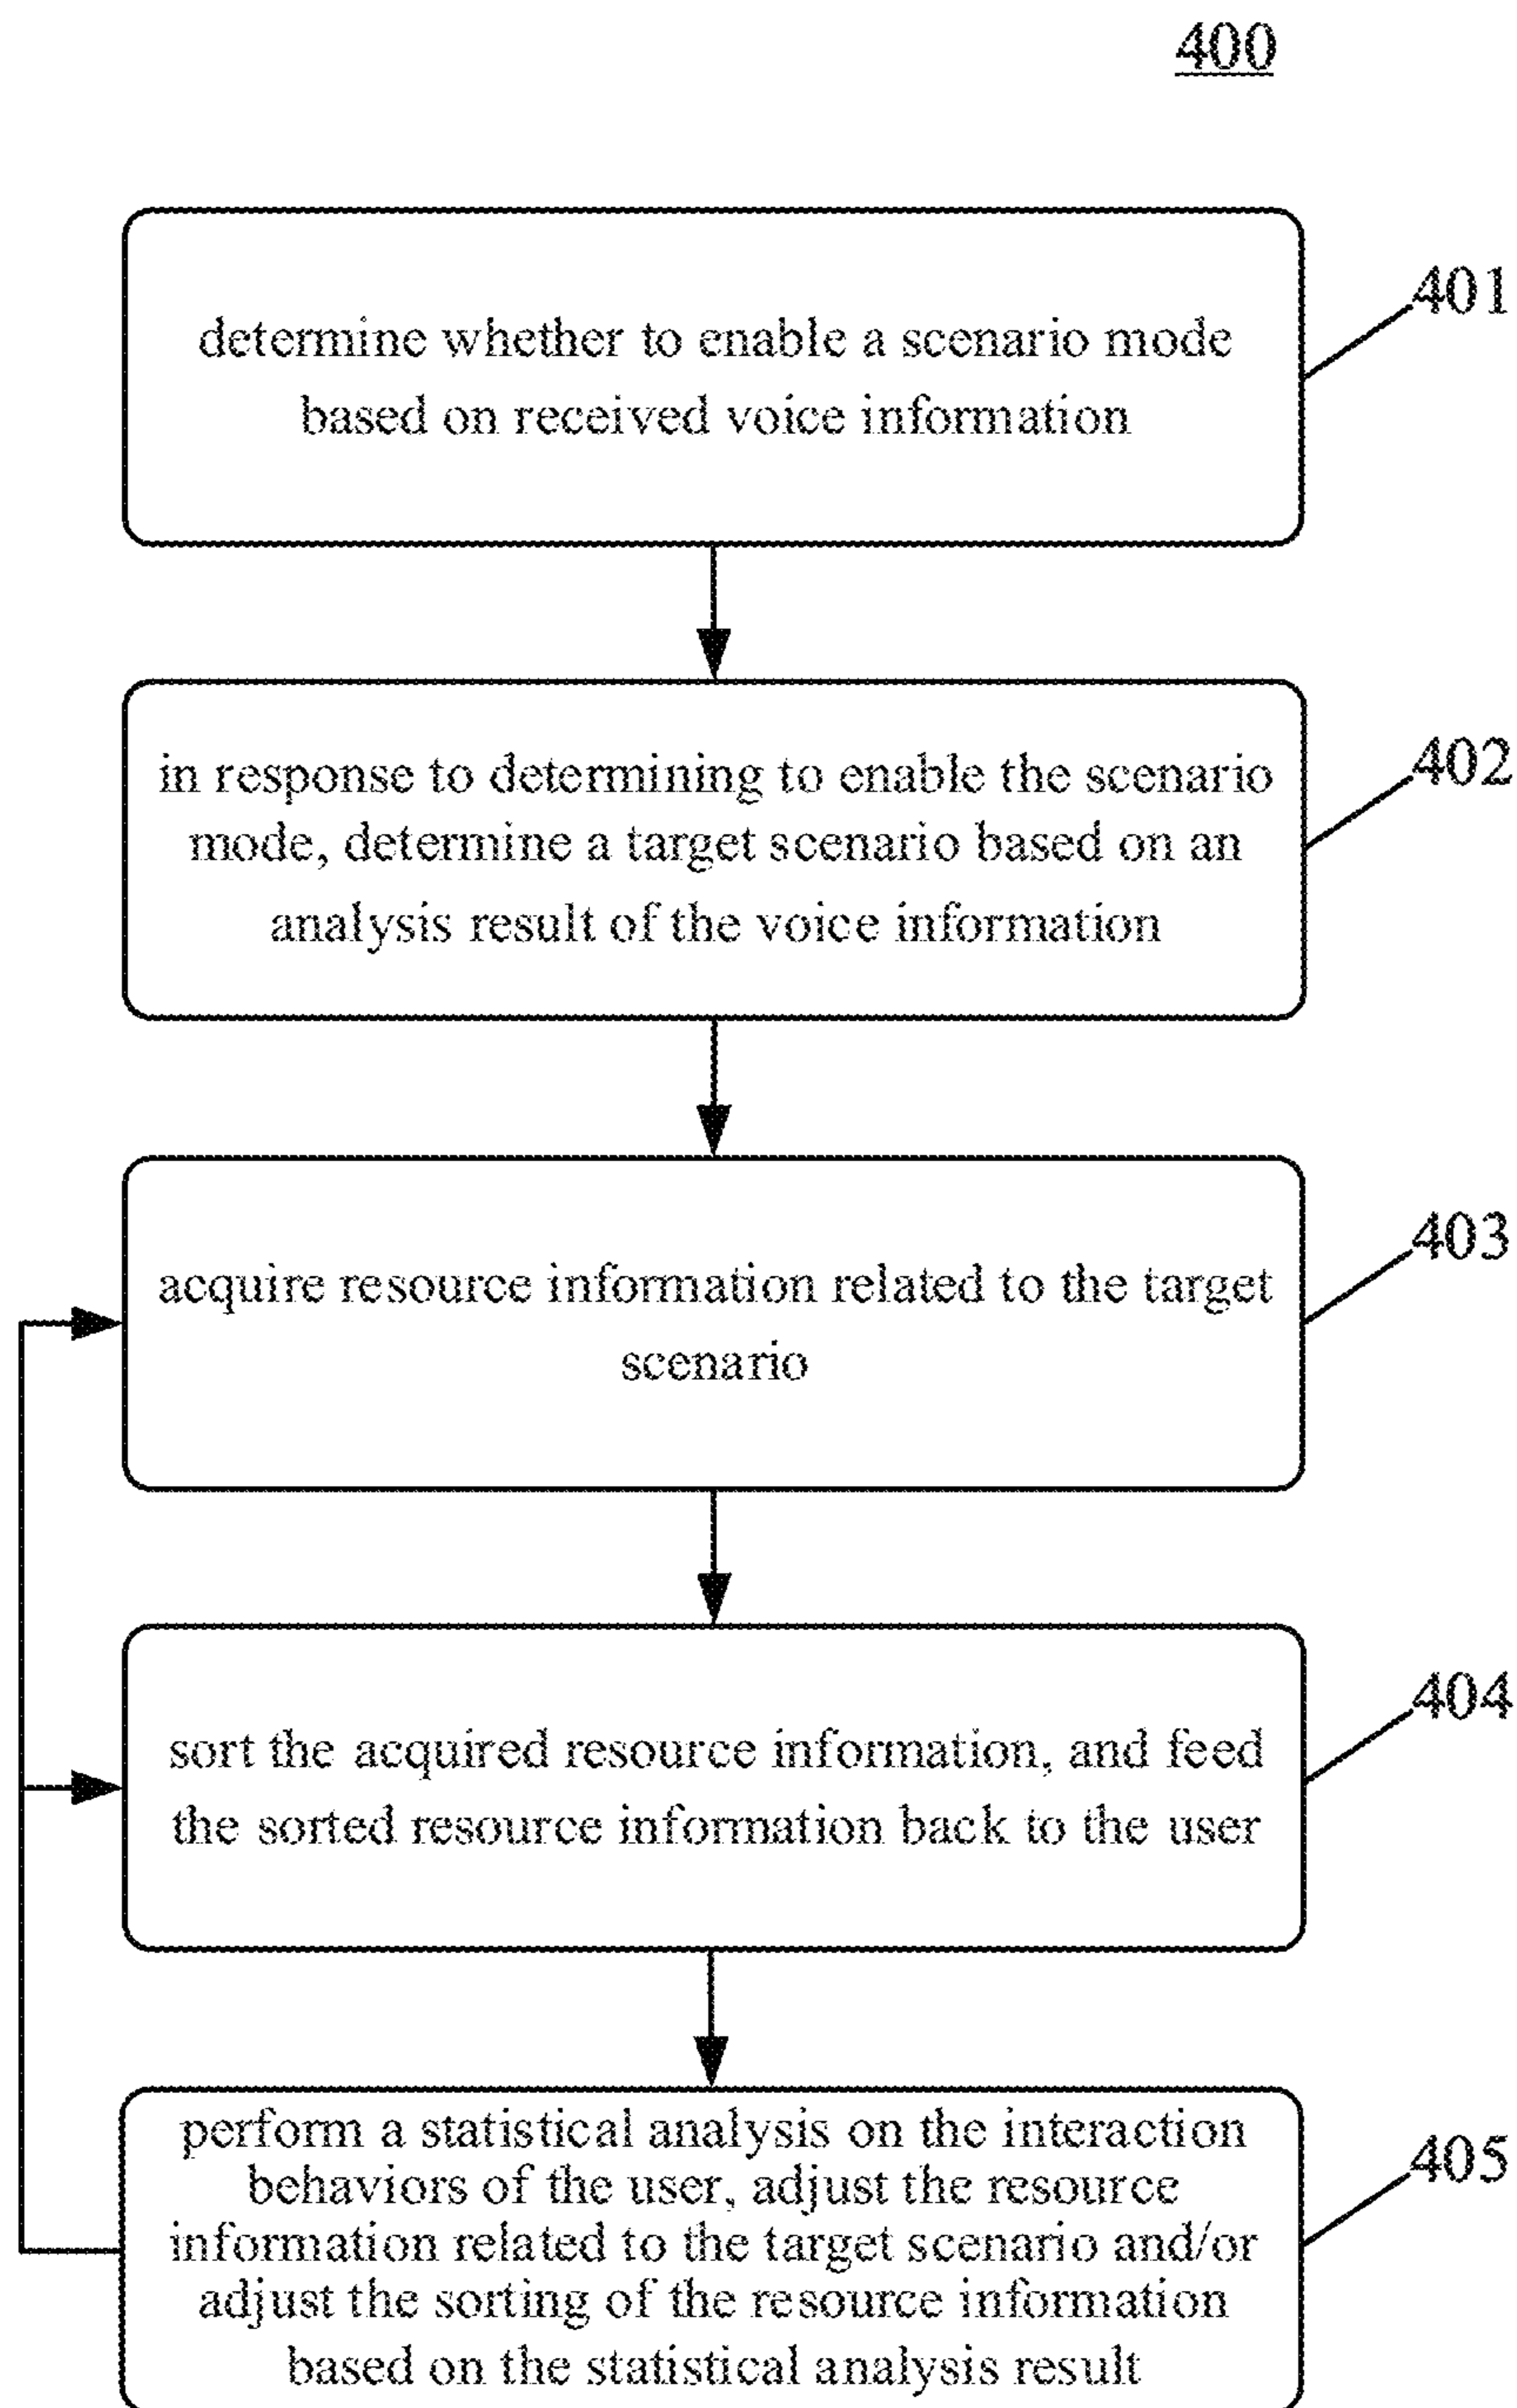 400
determine whether to enable a scenario mode
based on received voice information
401
in response to determining to enable the scenario
mode, determine a target scenario based on an
analysis result of the voice information
402
acquire resource information related to the target
scenario
403
sort the acquired resource information, and feed
the sorted resource information back to the user
404
perform a statistical analysis on the interaction
behaviors of the user, adjust the resource
information related to the target scenario and/or
adjust the sorting of the resource information
based on the statistical analysis result
405